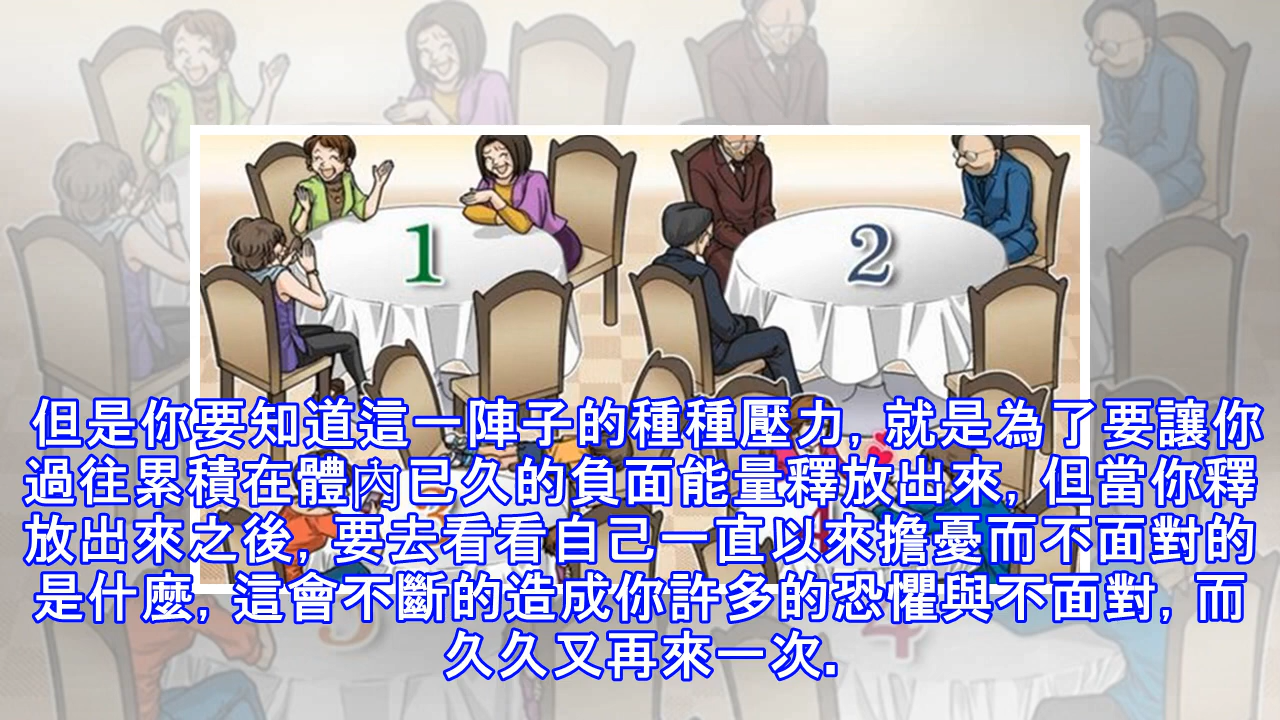 1
2
但是你要知道這一陣子的種種壓力, 就是為了要讓你
過往累積在體內已久的負面能量釋放出來, 但當你釋
放出來之後, 要去看看自己一直以來擔憂而不面對的
是什麼, 這會不斷的造成你許多的恐懼與不面對, 而
久久又再來一次.
3
4